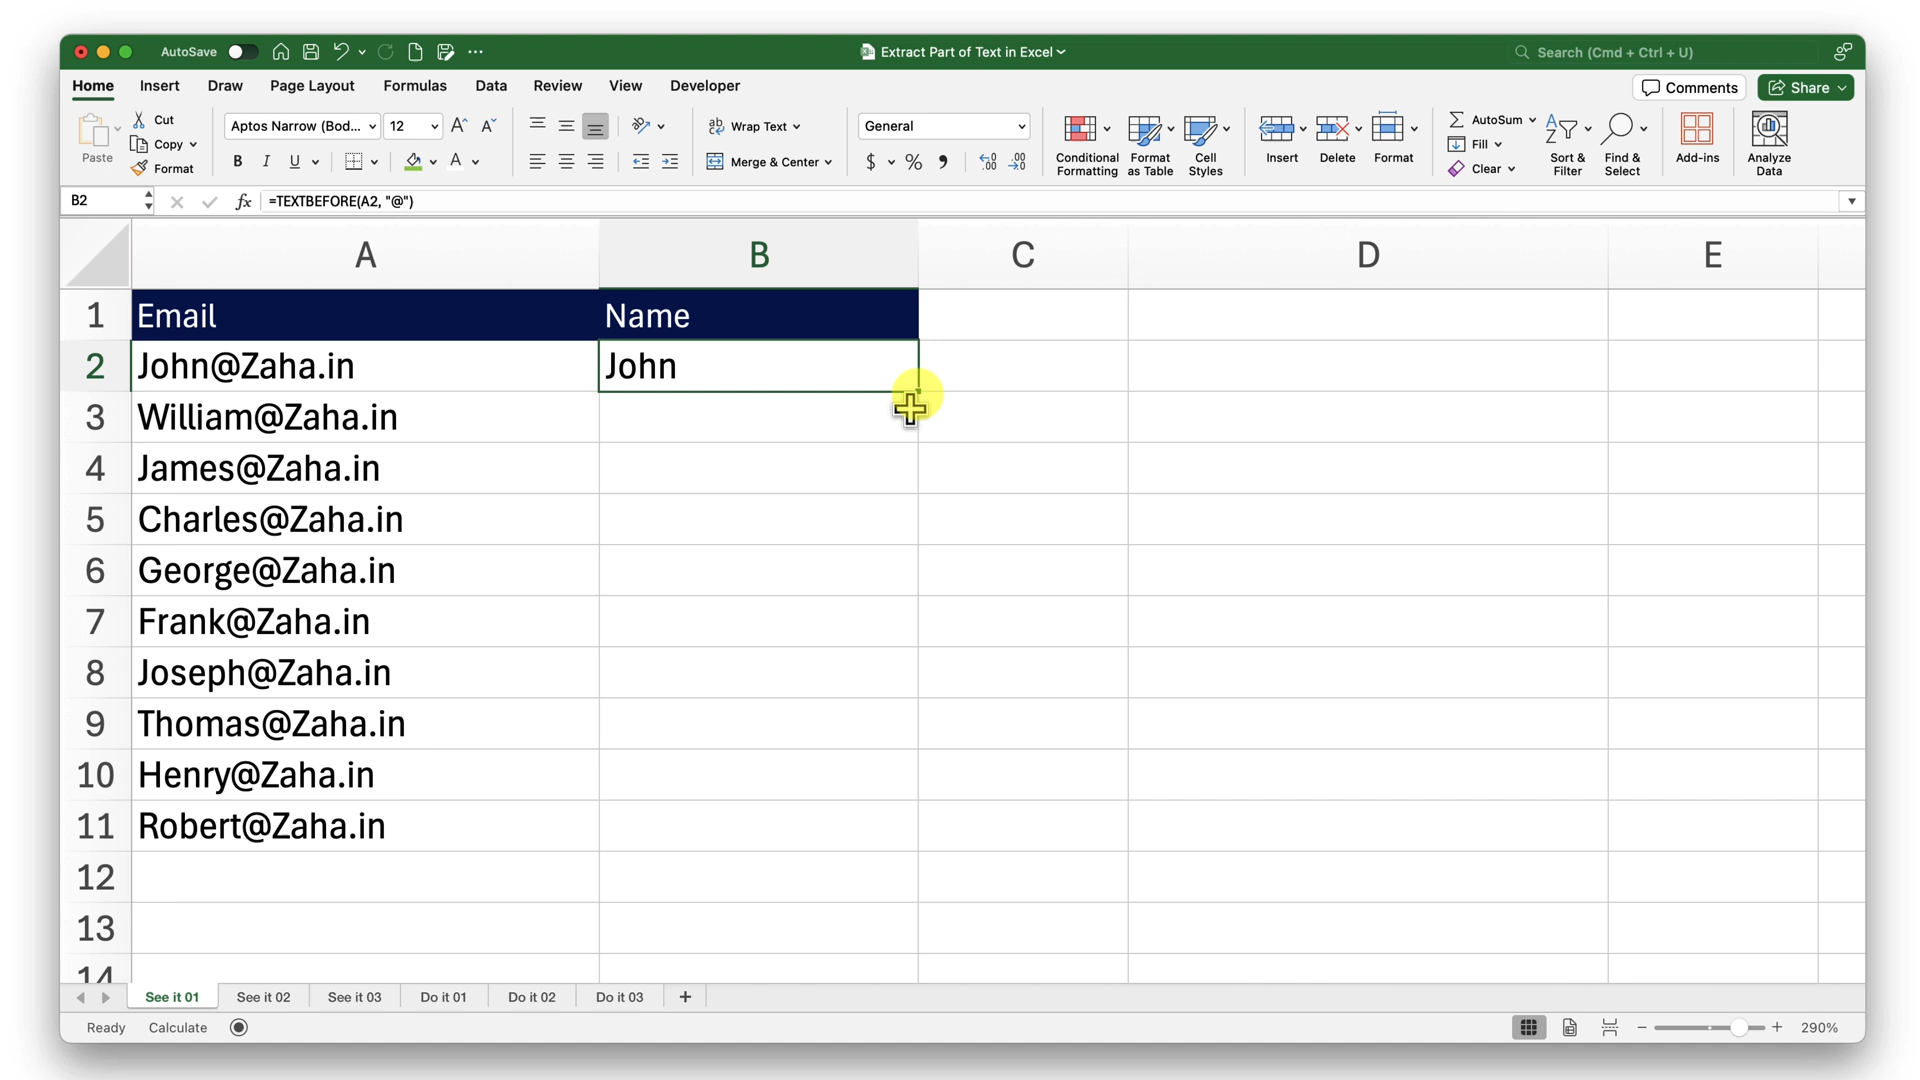 AutoSave
Extract Part of Text in Excel
Search (Cmd + Ctrl + U)
Home Insert Draw Page Layout Formulas Data Review View Developer
Comments Share
Paste
Cut
Copy
Format
Aptos Narrow (Bod... 12
B I U
Wrap Text
Merge & Center
General
$ % ,
Conditional Formatting
Format as Table
Cell Styles
Insert Delete Format
AutoSum
Fill
Clear
Sort & Filter
Find & Select
Add-ins
Analyze Data
B2 fx =TEXTBEFORE(A2, "@")
A B C D E
1 Email Name
2 John@Zaha.in John
3 William@Zaha.in
4 James@Zaha.in
5 Charles@Zaha.in
6 George@Zaha.in
7 Frank@Zaha.in
8 Joseph@Zaha.in
9 Thomas@Zaha.in
10 Henry@Zaha.in
11 Robert@Zaha.in
12
13
14
See it 01 See it 02 See it 03 Do it 01 Do it 02 Do it 03 +
Ready Calculate 290%